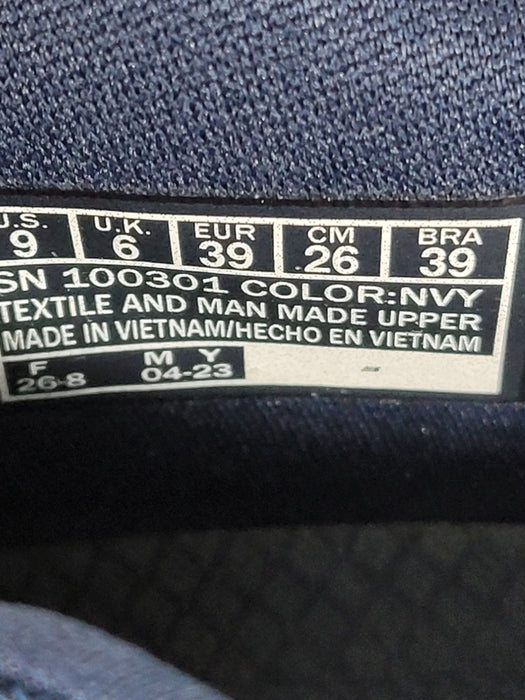 U.S. U.K. EUR CM BRA
9 6 39 26 39
SN 100301 COLOR:NVY
TEXTILE AND MAN MADE UPPER
MADE IN VIETNAM/HECHO EN VIETNAM
F M Y
26-8 04-23